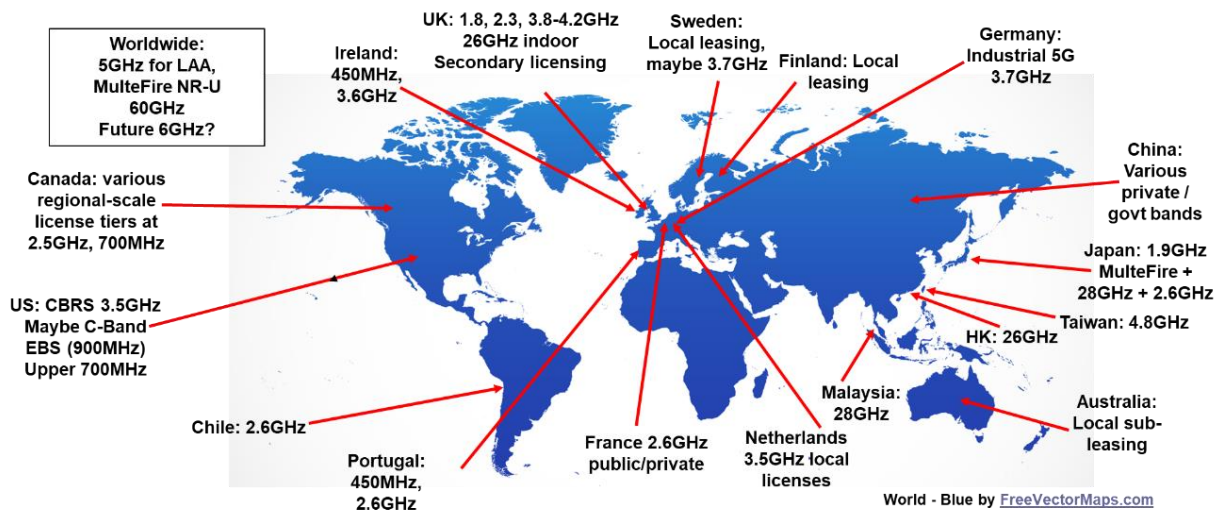 Worldwide:
5GHz for LAA,
MulteFire NR-U
60GHz
Future 6GHz?
Ireland:
450MHz,
3.6GHz
UK: 1.8, 2.3, 3.8-4.2GHz
26GHz indoor
Secondary licensing
Sweden:
Local leasing,
maybe 3.7GHz
Finland: Local
leasing
Germany:
Industrial 5G
3.7GHz
Canada: various
regional-scale
license tiers at
2.5GHz, 700MHz
China:
Various
private /
govt bands
US: CBRS 3.5GHz
Maybe C-Band
EBS (900MHz)
Upper 700MHz
Japan: 1.9GHz
MulteFire +
28GHz + 2.6GHz
Taiwan: 4.8GHz
HK: 26GHz
Chile: 2.6GHz
Portugal:
450MHz,
2.6GHz
France 2.6GHz
public/private
Netherlands
3.5GHz local
licenses
Malaysia:
28GHz
Australia:
Local sub-
leasing
World - Blue by FreeVectorMaps.com